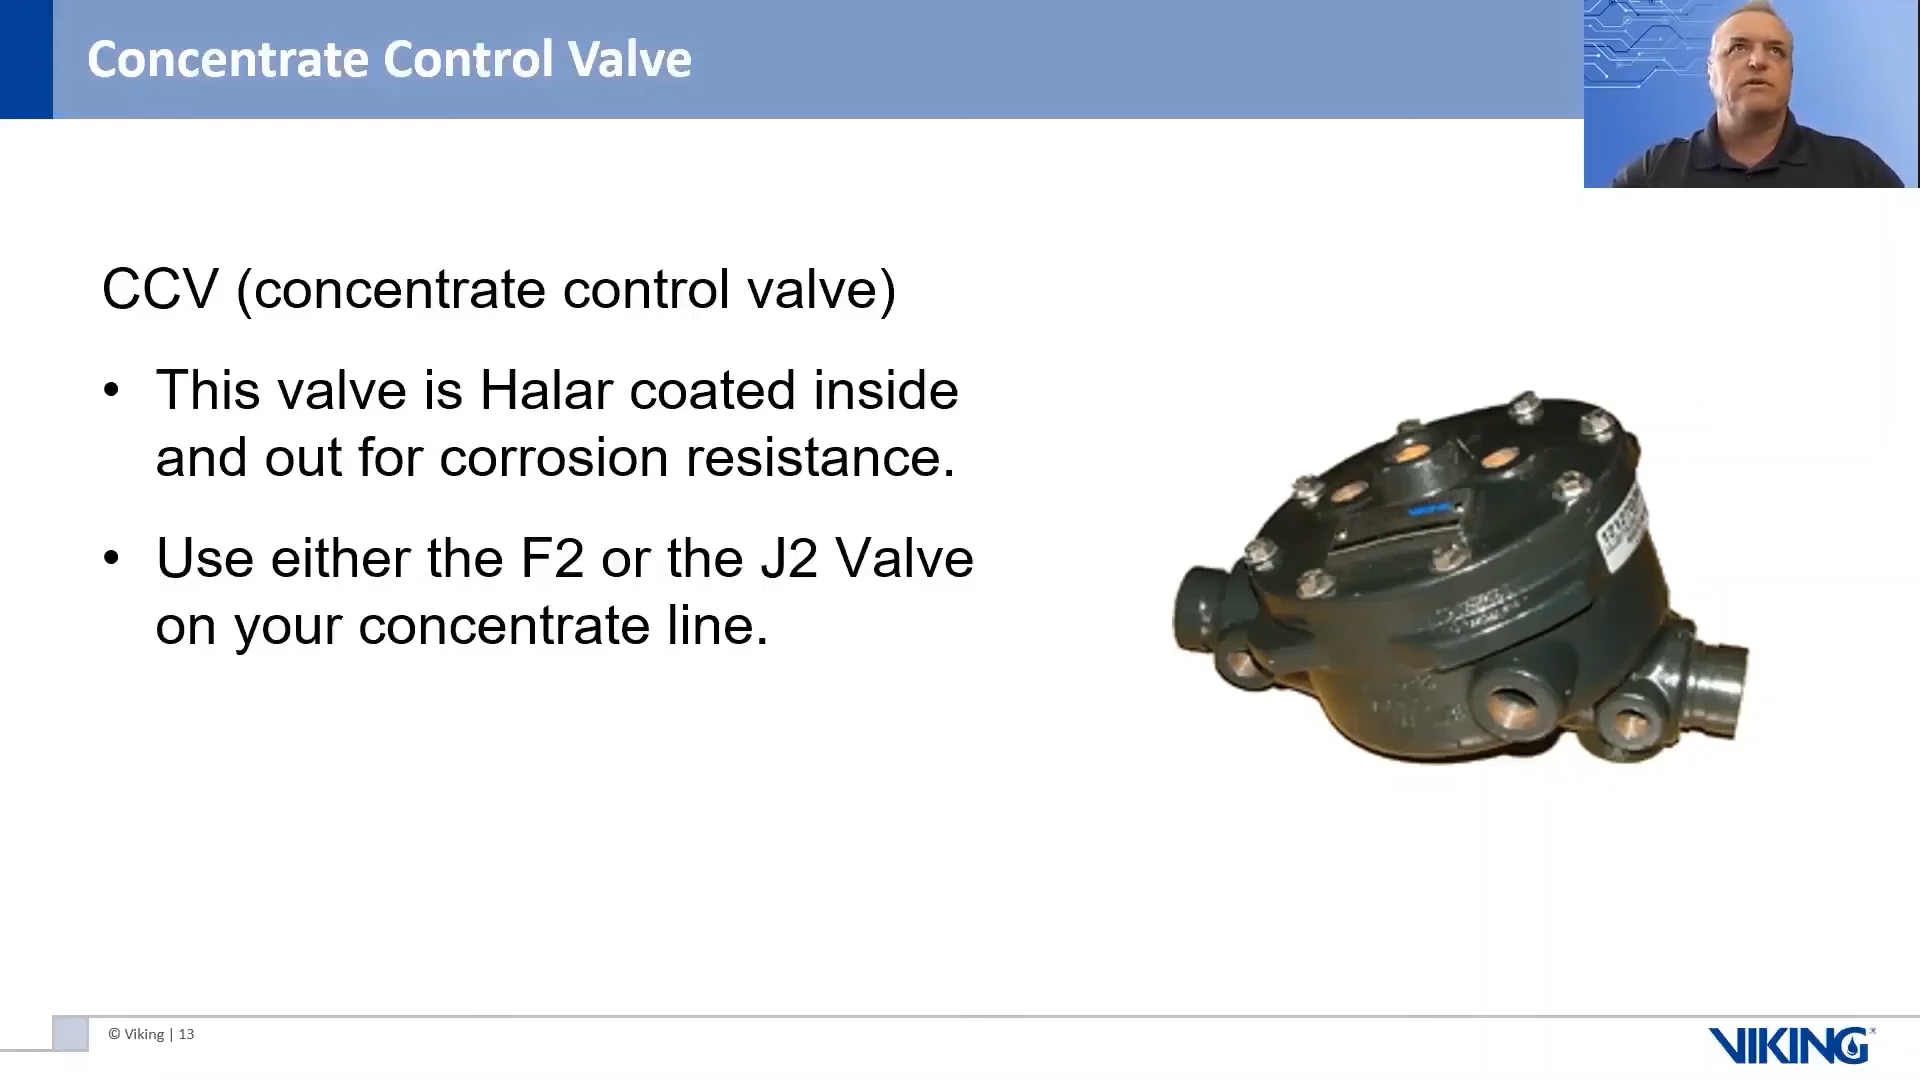 Concentrate Control Valve
CCV (concentrate control valve)
• This valve is Halar coated inside
and out for corrosion resistance.
• Use either the F2 or the J2 Valve
on your concentrate line.
VIKING
© Viking | 13
VIKING